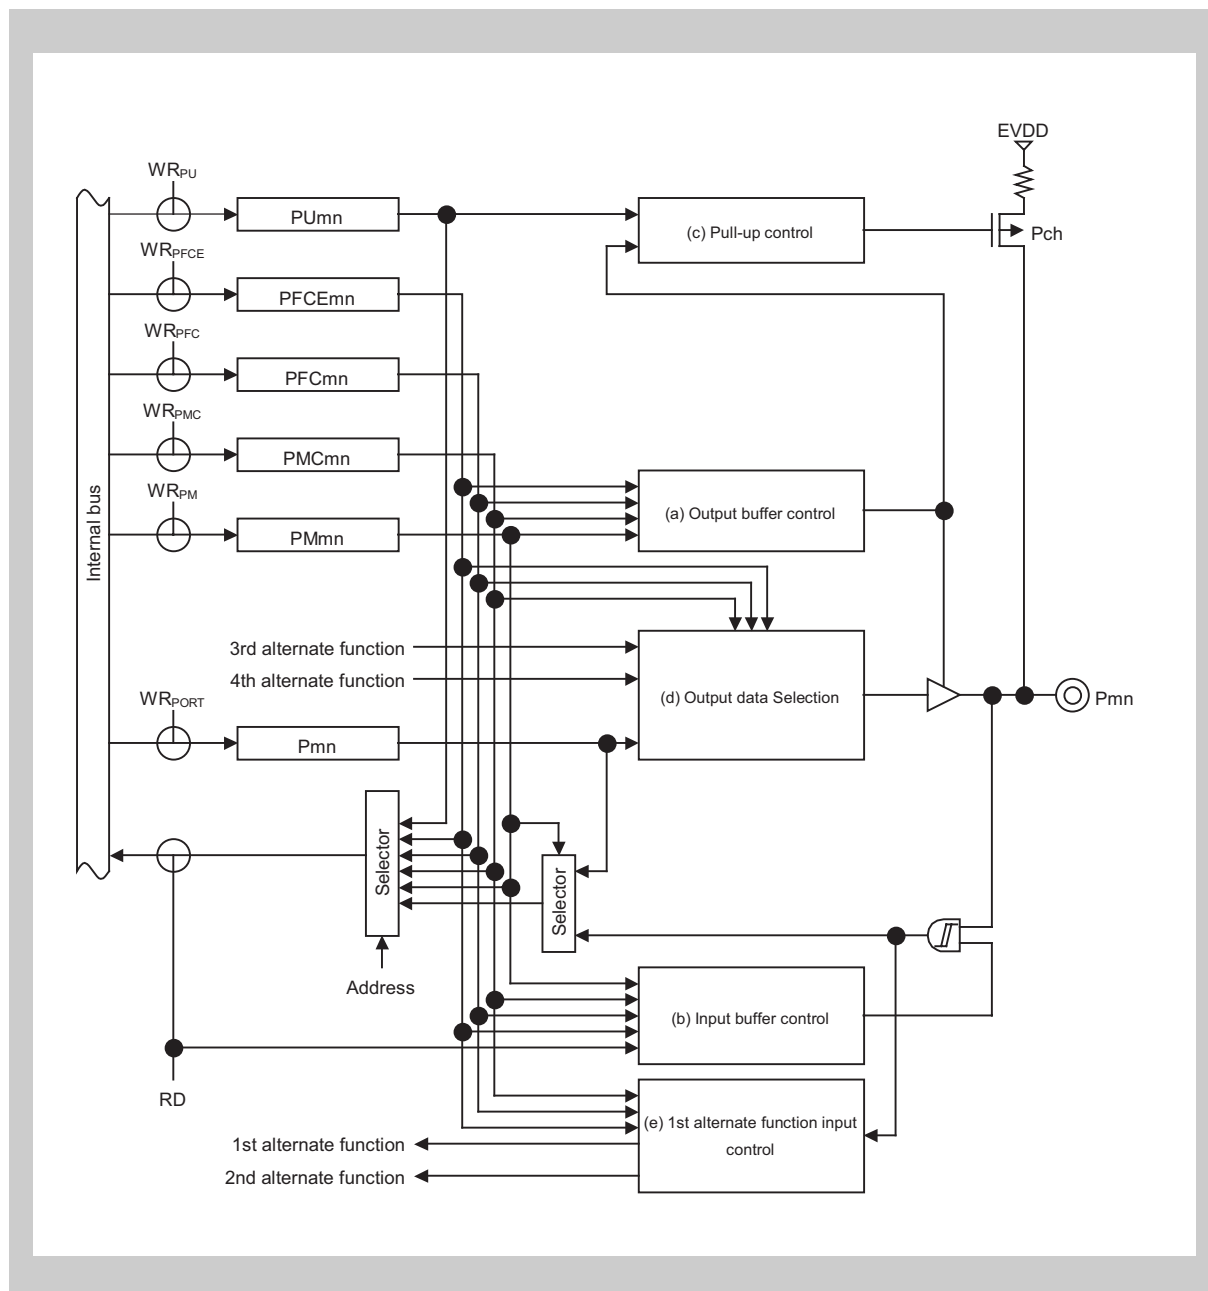 EVDD
WRPU
PUmn
(c) Pull-up control
Pch
WRPFCE
PFCEmn
WRPFC
PFCmn
WRPMC
PMCmn
WRPM
PMmn
(a) Output buffer control
Internal bus
3rd alternate function
4th alternate function
(d) Output data Selection
WRPORT
Pmn
Pmn
Selector
Selector
Address
(b) Input buffer control
RD
(e) 1st alternate function input
control
1st alternate function
2nd alternate function